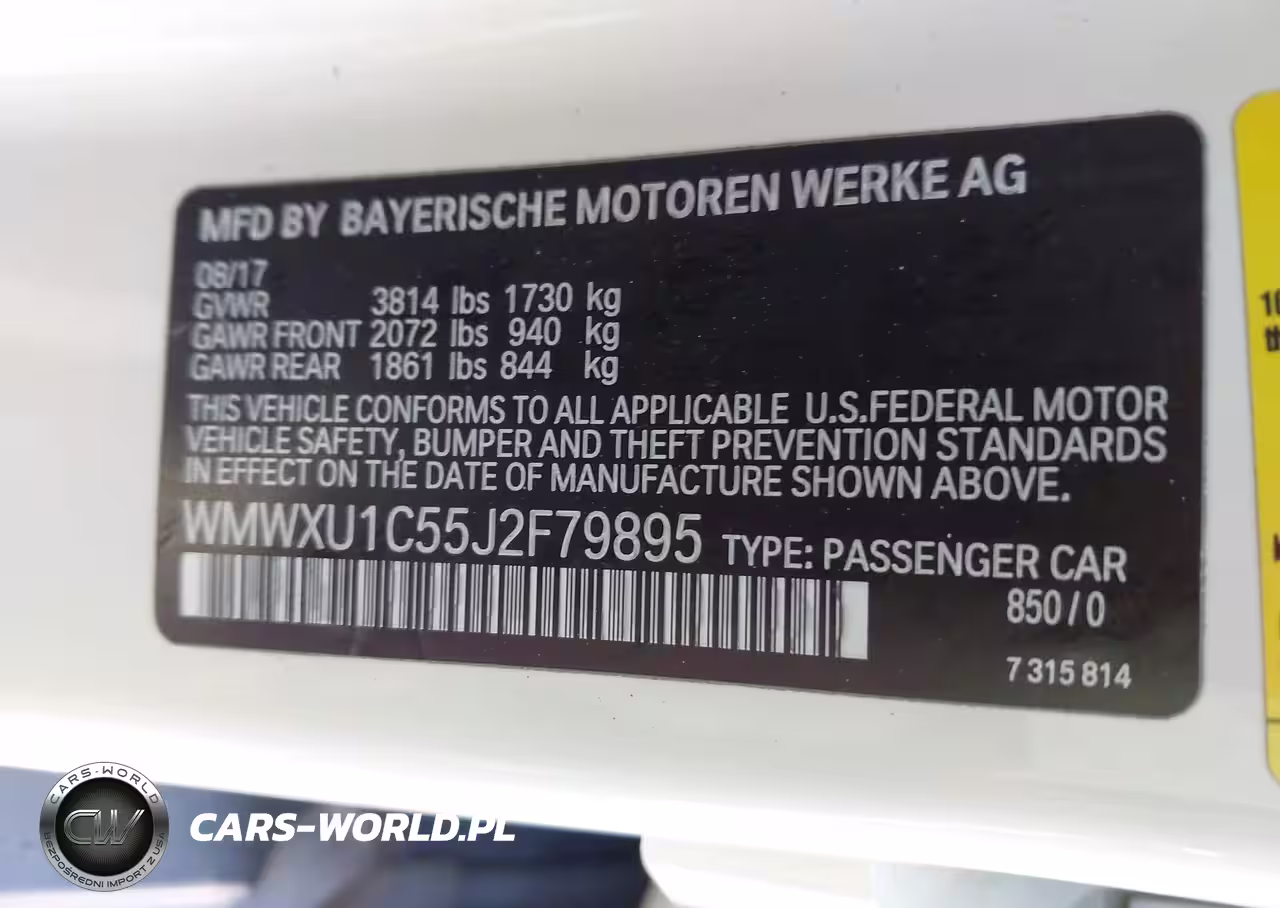 MFD BY BAYERISCHE MOTOREN WERKE AG
08/17
GVWR 3814 lbs 1730 kg
GAWR FRONT 2072 lbs 940 kg
GAWR REAR 1861 lbs 844 kg
THIS VEHICLE CONFORMS TO ALL APPLICABLE U.S.FEDERAL MOTOR
VEHICLE SAFETY, BUMPER AND THEFT PREVENTION STANDARDS
IN EFFECT ON THE DATE OF MANUFACTURE SHOWN ABOVE.
WMWXU1C55J2F79895 TYPE: PASSENGER CAR
850/0
7 315 814
CARS-WORLD
CW
BEZPOŚREDNI IMPORT Z USA
CARS-WORLD.PL